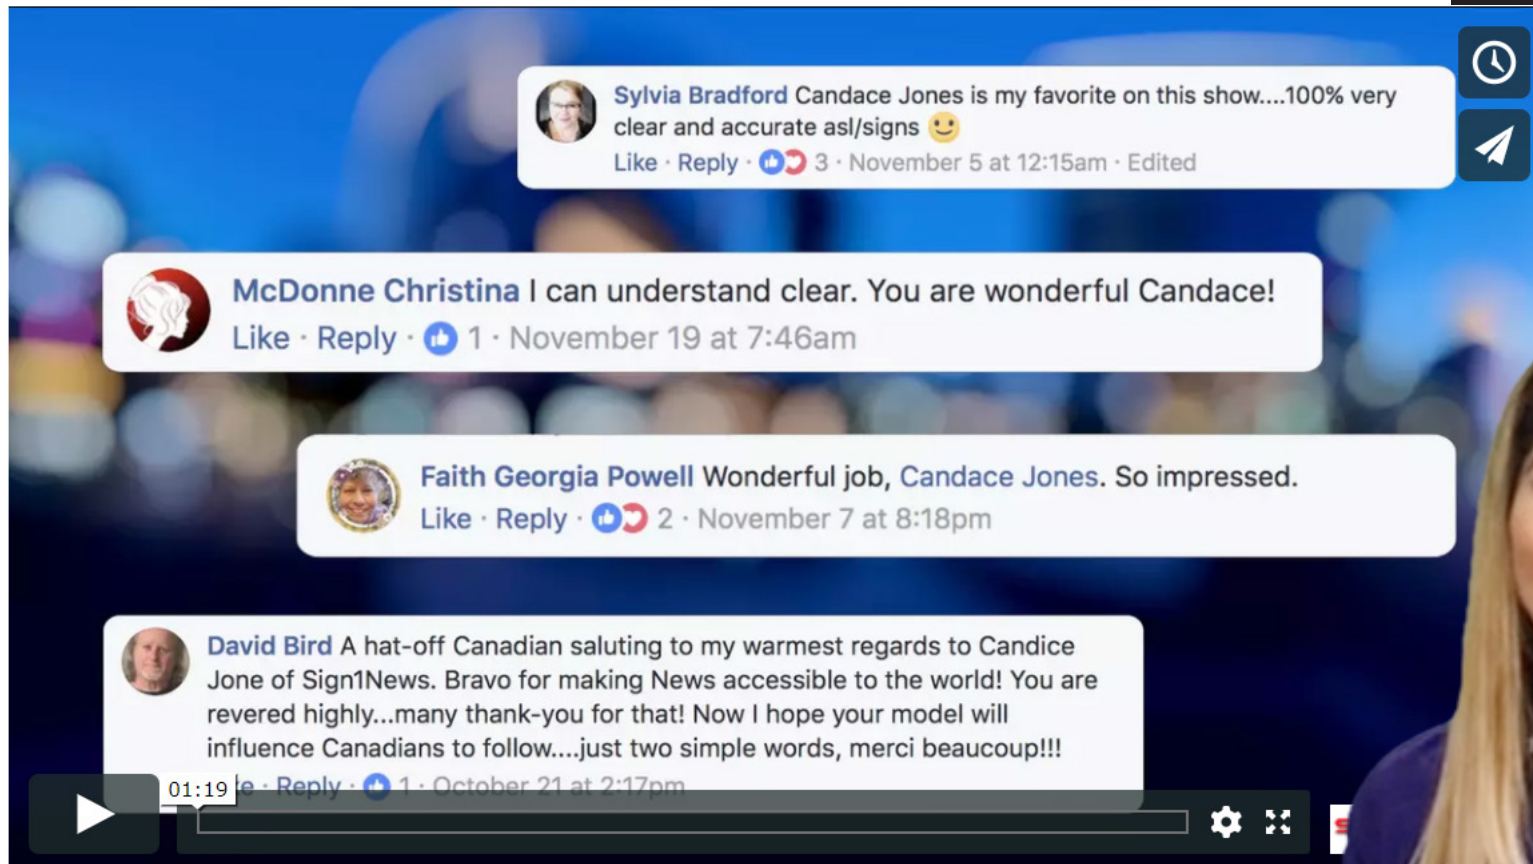 Sylvia Bradford Candace Jones is my favorite on this show....100% very
clear and accurate asl/signs
Like · Reply · 3 · November 5 at 12:15am · Edited
McDonne Christina I can understand clear. You are wonderful Candace!
Like · Reply · 1 · November 19 at 7:46am
Faith Georgia Powell Wonderful job, Candace Jones. So impressed.
Like · Reply · 2 · November 7 at 8:18pm
David Bird A hat-off Canadian saluting to my warmest regards to Candice
Jone of Sign1News. Bravo for making News accessible to the world! You are
revered highly...many thank-you for that! Now I hope your model will
influence Canadians to follow....just two simple words, merci beaucoup!!!
· Reply · 1 · October 21 at 2:17pm
01:19